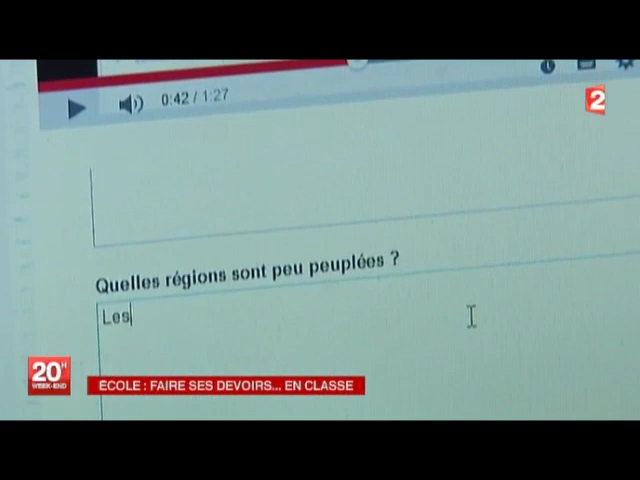 0:42 / 1:27
2
Quelles régions sont peu peuplées ?
Les
20H
WEEK-END
ÉCOLE : FAIRE SES DEVOIRS... EN CLASSE